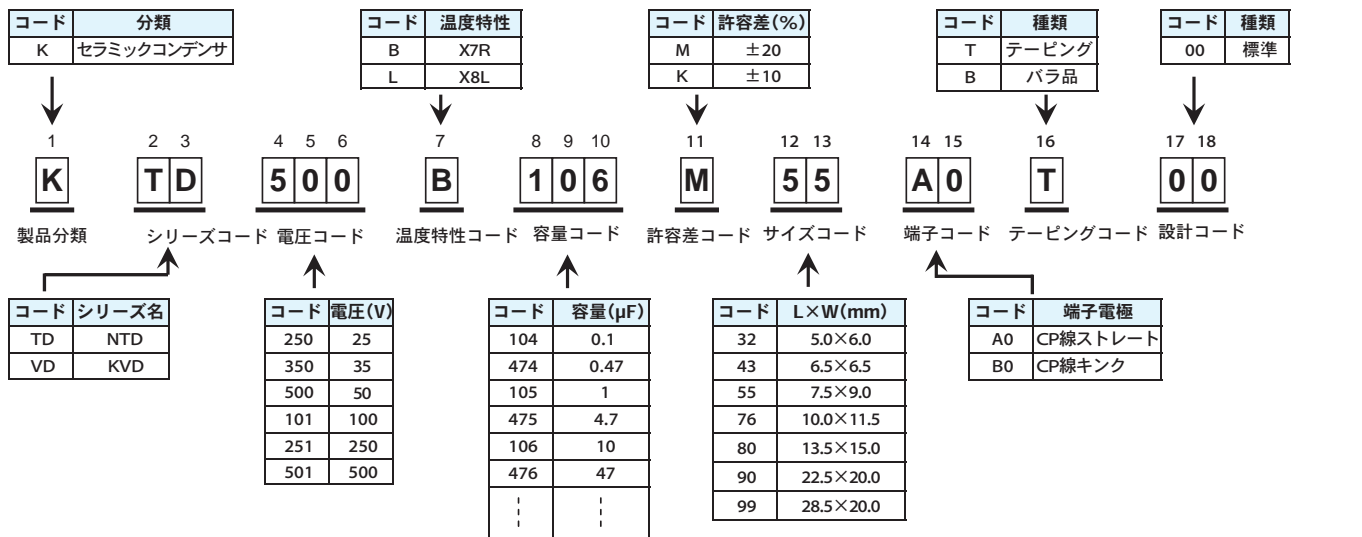 コード 分類
K セラミックコンデンサ
コード 温度特性
B X7R
L X8L
コード 許容差(%)
M ±20
K ±10
コード 種類
T テーピング
B バラ品
コード 種類
00 標準
1 2 3 4 5 6 7 8 9 10 11 12 13 14 15 16 17 18
K T D 5 0 0 B 1 0 6 M 5 5 A 0 T 0 0
製品分類 シリーズコード 電圧コード 温度特性コード 容量コード 許容差コード サイズコード 端子コード テーピングコード 設計コード
コード シリーズ名
TD NTD
VD KVD
コード 電圧(V)
250 25
350 35
500 50
101 100
251 250
501 500
コード 容量(μF)
104 0.1
474 0.47
105 1
475 4.7
106 10
476 47
コード L×W(mm)
32 5.0×6.0
43 6.5×6.5
55 7.5×9.0
76 10.0×11.5
80 13.5×15.0
90 22.5×20.0
99 28.5×20.0
コード 端子電極
A0 CP線ストレート
B0 CP線キンク